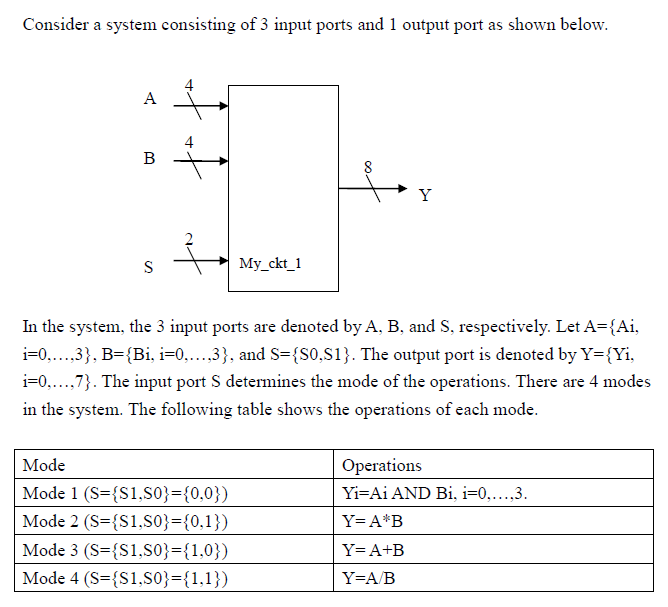 Consider a system consisting of 3 input ports and 1 output port as shown below.
4
A
4
B
8
Y
2
S
My_ckt_1
In the system, the 3 input ports are denoted by A, B, and S, respectively. Let A={Ai,
i=0,…,3}, B={Bi, i=0,…,3}, and S={S0,S1}. The output port is denoted by Y={Yi,
i=0,…,7}. The input port S determines the mode of the operations. There are 4 modes
in the system. The following table shows the operations of each mode.
Mode Operations
Mode 1 (S={S1,S0}={0,0}) Yi=Ai AND Bi, i=0,…,3.
Mode 2 (S={S1,S0}={0,1}) Y= A*B
Mode 3 (S={S1,S0}={1,0}) Y= A+B
Mode 4 (S={S1,S0}={1,1}) Y=A/B